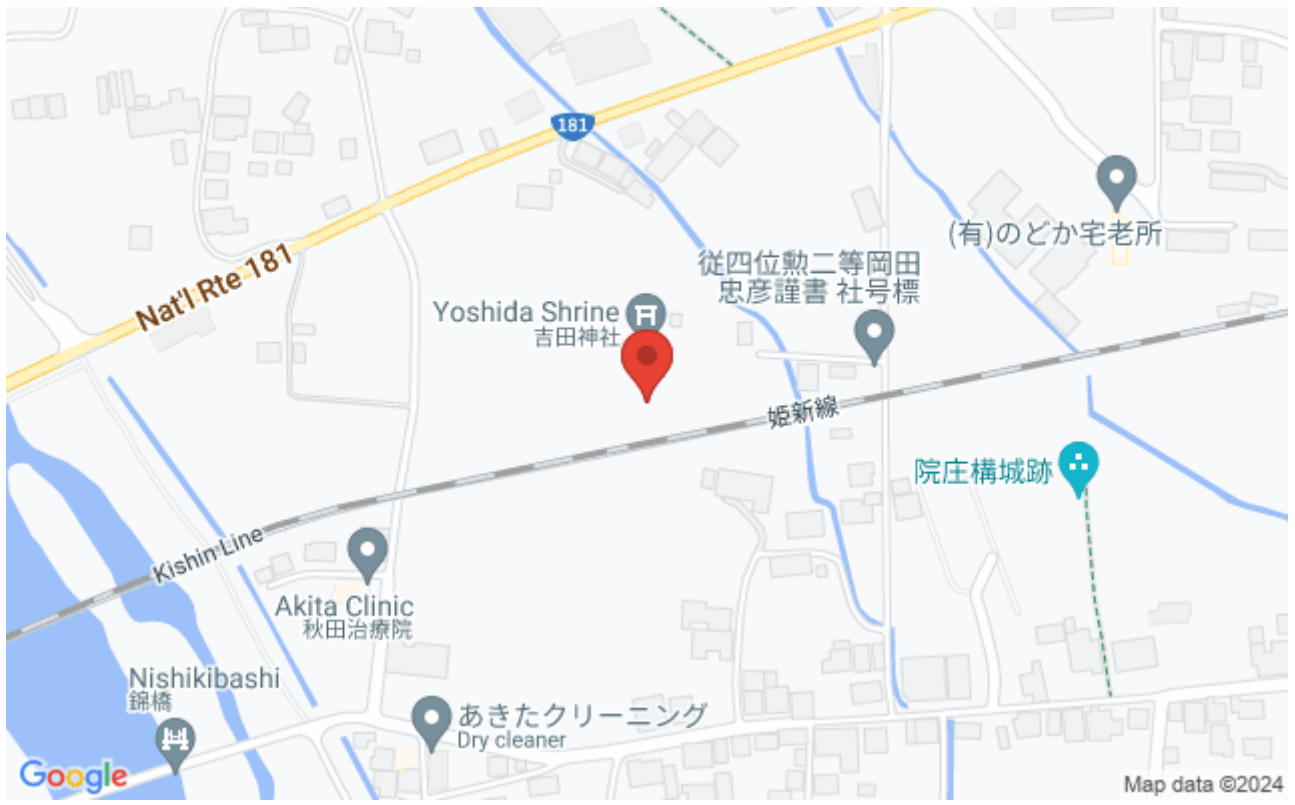 181
Nat'l Rte 181
(有)のどか宅老所
従四位勲二等岡田
忠彦謹書 社号標
Yoshida Shrine
吉田神社
姫新線
院庄構城跡
Kishin Line
Akita Clinic
秋田治療院
Nishikibashi
錦橋
あきたクリーニング
Dry cleaner
Google
Map data ©2024